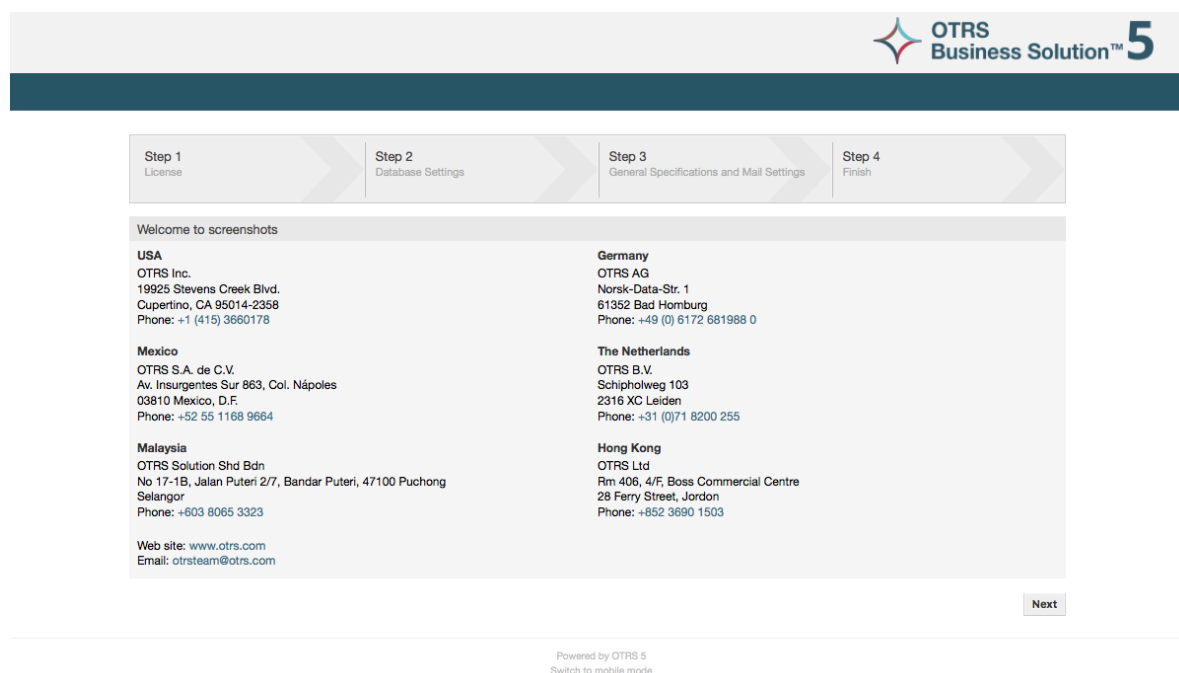 OTRS
Business Solution™ 5
Step 1
License
Step 2
Database Settings
Step 3
General Specifications and Mail Settings
Step 4
Finish
Welcome to screenshots
USA
OTRS Inc.
19925 Stevens Creek Blvd.
Cupertino, CA 95014-2358
Phone: +1 (415) 3660178
Germany
OTRS AG
Norsk-Data-Str. 1
61352 Bad Homburg
Phone: +49 (0) 6172 681988 0
Mexico
OTRS S.A. de C.V.
Av. Insurgentes Sur 863, Col. Nápoles
03810 Mexico, D.F.
Phone: +52 55 1168 9664
The Netherlands
OTRS B.V.
Schipholweg 103
2316 XC Leiden
Phone: +31 (0)71 8200 255
Malaysia
OTRS Solution Shd Bdn
No 17-1B, Jalan Puteri 2/7, Bandar Puteri, 47100 Puchong
Selangor
Phone: +603 8065 3323
Hong Kong
OTRS Ltd
Rm 406, 4/F, Boss Commercial Centre
28 Ferry Street, Jordon
Phone: +852 3690 1503
Web site: www.otrs.com
Email: otrsteam@otrs.com
Next
Powered by OTRS 5
Switch to mobile mode